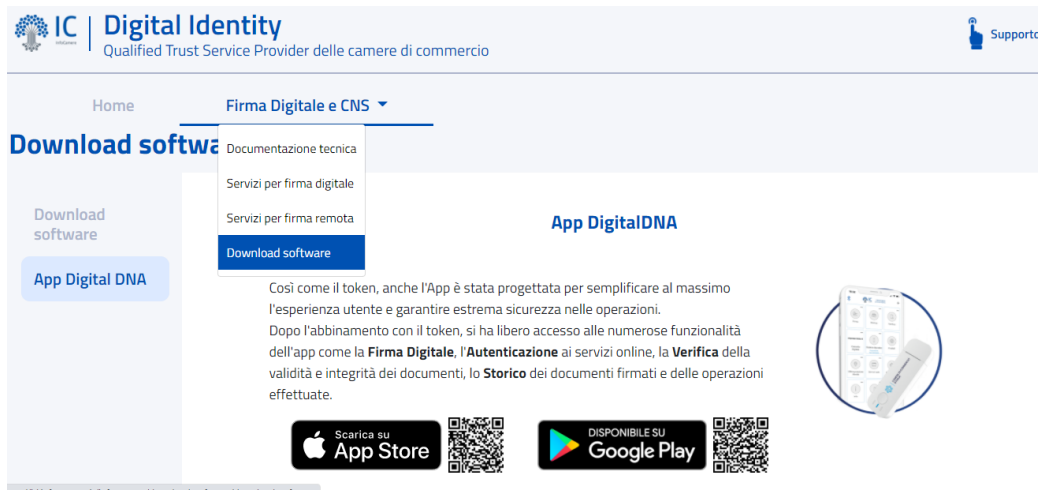 IC
InfoCamere
Digital Identity
Qualified Trust Service Provider delle camere di commercio
Supporto
Home
Firma Digitale e CNS
Download softwa
Documentazione tecnica
Servizi per firma digitale
Servizi per firma remota
Download software
Download
software
App Digital DNA
App DigitalDNA
Così come il token, anche l'App è stata progettata per semplificare al massimo
l'esperienza utente e garantire estrema sicurezza nelle operazioni.
Dopo l'abbinamento con il token, si ha libero accesso alle numerose funzionalità
dell'app come la Firma Digitale, l'Autenticazione ai servizi online, la Verifica della
validità e integrità dei documenti, lo Storico dei documenti firmati e delle operazioni
effettuate.
Scarica su
App Store
DISPONIBILE SU
Google Play